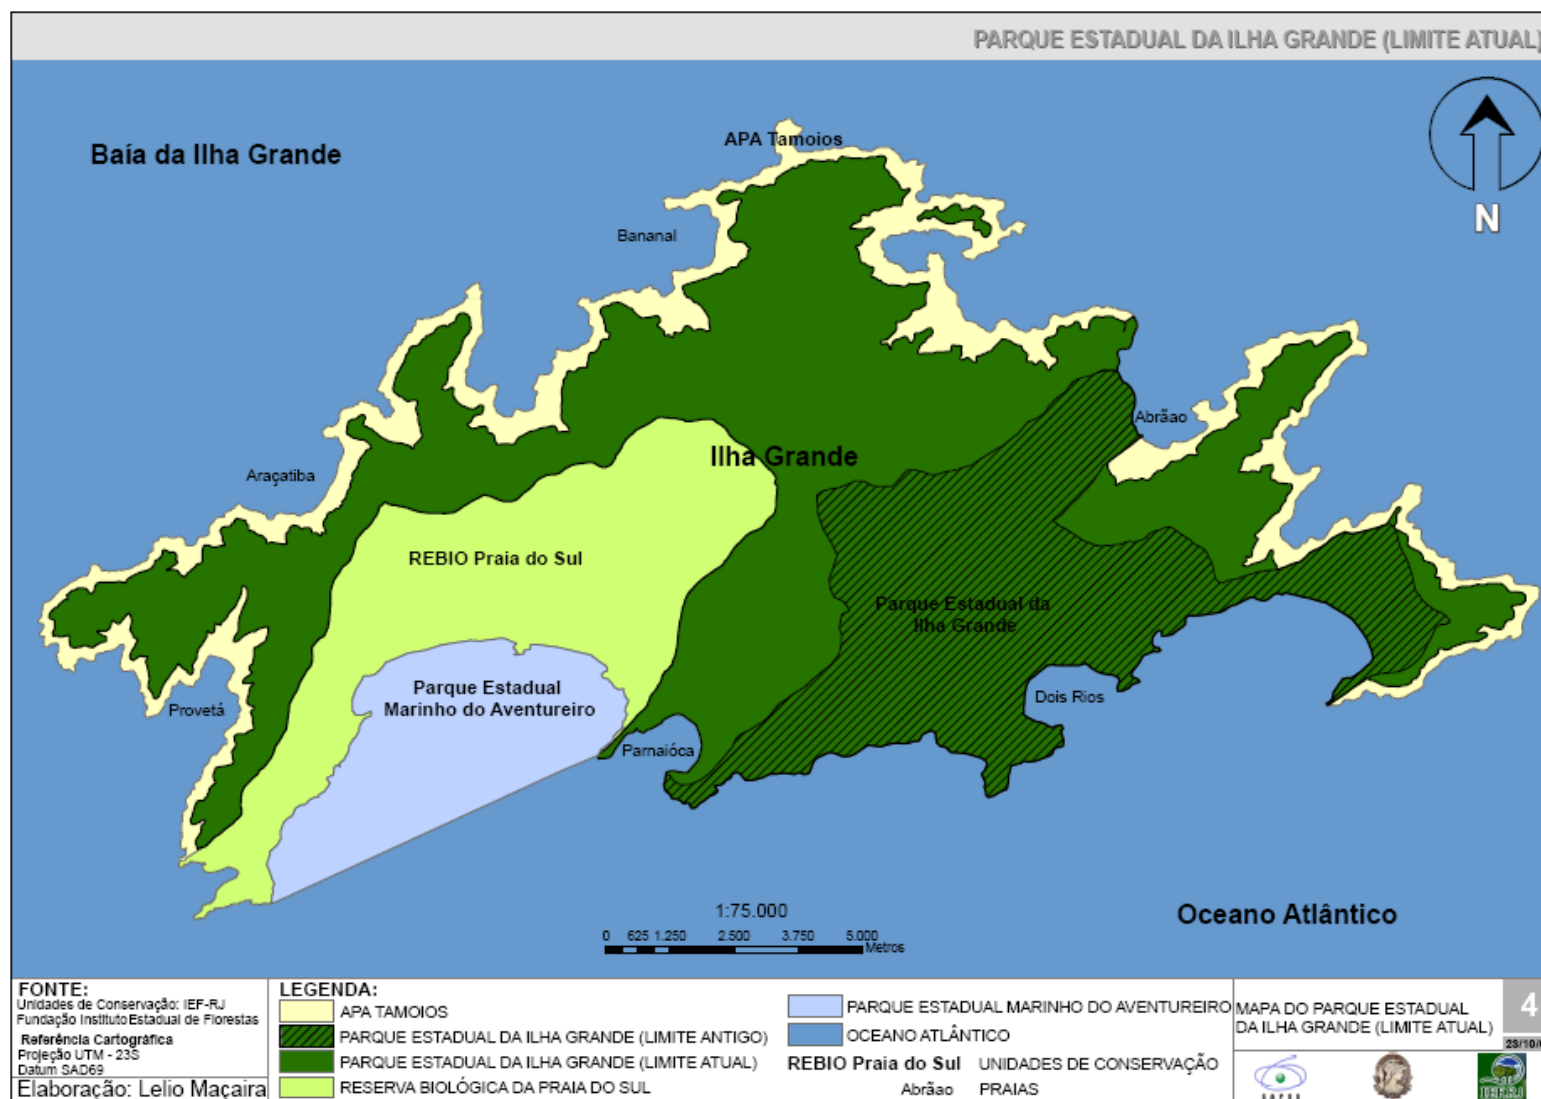 PARQUE ESTADUAL DA ILHA GRANDE (LIMITE ATUAL)
Baía da Ilha Grande
APA Tamoios
N
Bananal
Abrãao
Ilha Grande
Araçatiba
REBIO Praia do Sul
Parque Estadual da
Ilha Grande
Parque Estadual
Marinho do Aventureiro
Provetá
Dois Rios
Parnaióca
Oceano Atlântico
1:75.000
0 625 1.250 2.500 3.750 5.000
Metros
FONTE:
Unidades de Conservação: IEF-RJ
Fundação Instituto Estadual de Florestas
Referência Cartográfica
Projeção UTM - 23S
Datum SAD69
Elaboração: Lelio Maçaira
LEGENDA:
APA TAMOIOS
PARQUE ESTADUAL DA ILHA GRANDE (LIMITE ANTIGO)
PARQUE ESTADUAL DA ILHA GRANDE (LIMITE ATUAL)
RESERVA BIOLÓGICA DA PRAIA DO SUL
PARQUE ESTADUAL MARINHO DO AVENTUREIRO
OCEANO ATLÂNTICO
REBIO Praia do Sul UNIDADES DE CONSERVAÇÃO
Abrãao PRAIAS
MAPA DO PARQUE ESTADUAL
DA ILHA GRANDE (LIMITE ATUAL)
4